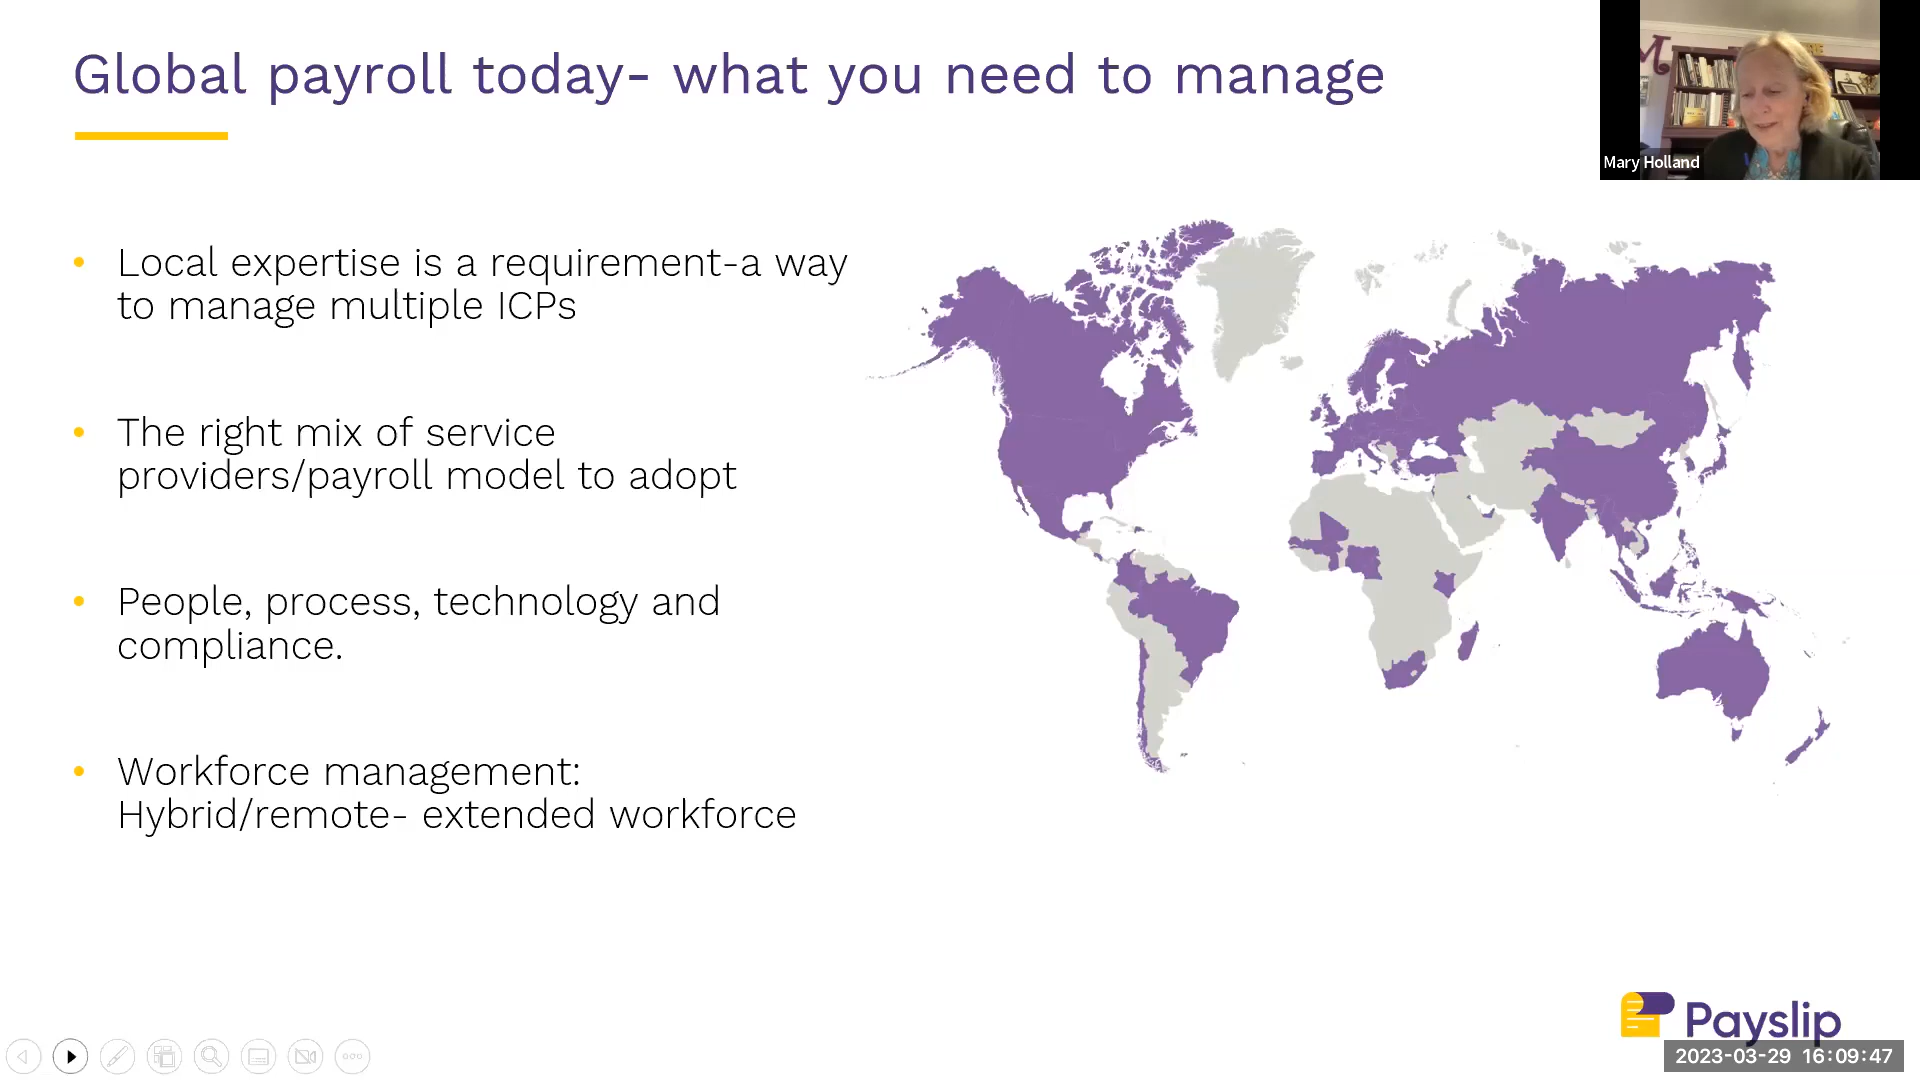 Global payroll today- what you need to manage
Mary Holland
• Local expertise is a requirement-a way
to manage multiple ICPs
• The right mix of service
providers/payroll model to adopt
• People, process, technology and
compliance.
• Workforce management:
Hybrid/remote- extended workforce
Payslip
2023-03-29 16:09:47